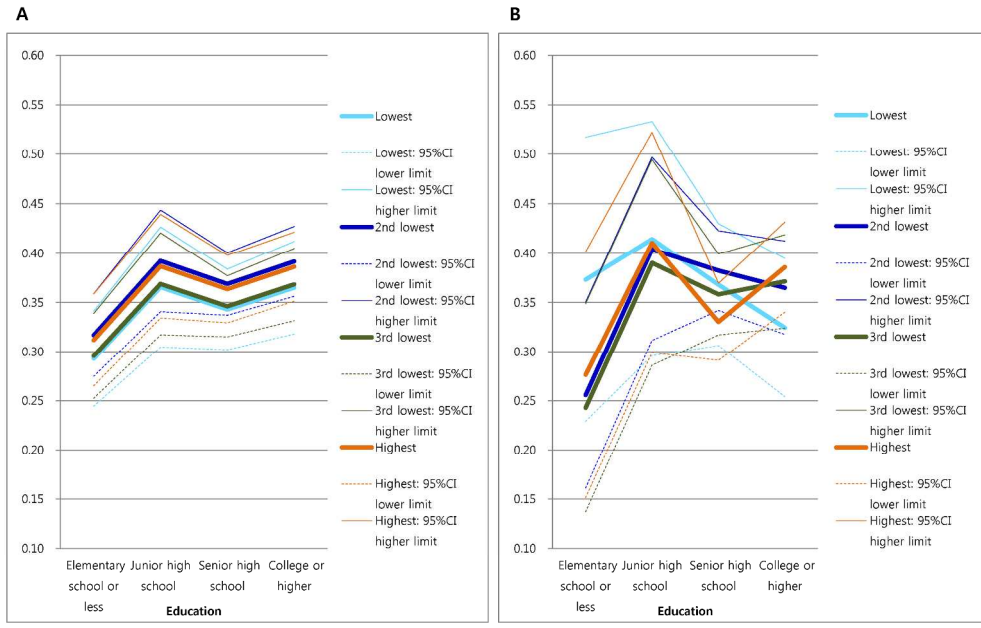 A
0.60
0.55
0.50
0.45
0.40
0.35
0.30
0.25
0.20
0.15
0.10
Elementary
school or
less
Junior high
school
Senior high
school
College or
higher
Education
Lowest
Lowest: 95%CI
lower limit
Lowest: 95%CI
higher limit
2nd lowest
2nd lowest: 95%CI
lower limit
2nd lowest: 95%CI
higher limit
3rd lowest
3rd lowest: 95%CI
lower limit
3rd lowest: 95%CI
higher limit
Highest
Highest: 95%CI
lower limit
Highest: 95%CI
higher limit
B
0.60
0.55
0.50
0.45
0.40
0.35
0.30
0.25
0.20
0.15
0.10
Elementary
school or
less
Junior high
school
Senior high
school
College or
higher
Education
Lowest
Lowest: 95%CI
lower limit
Lowest: 95%CI
higher limit
2nd lowest
2nd lowest: 95%CI
lower limit
2nd lowest: 95%CI
higher limit
3rd lowest
3rd lowest: 95%CI
lower limit
3rd lowest: 95%CI
higher limit
Highest
Highest: 95%CI
lower limit
Highest: 95%CI
higher limit